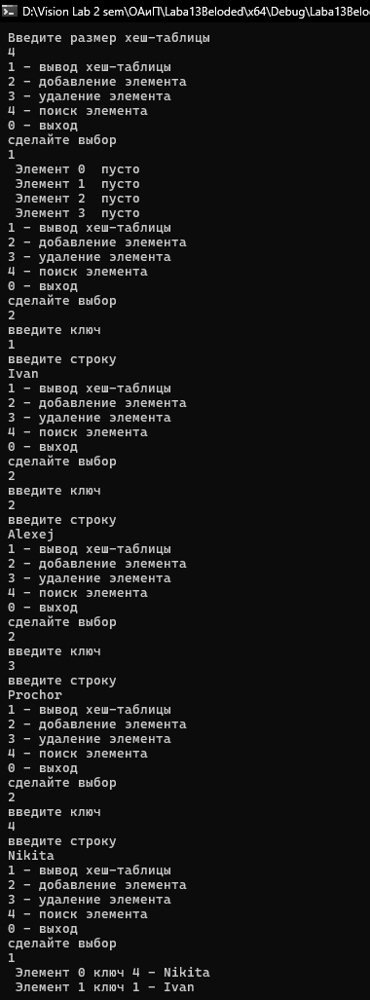 D:\Vision Lab 2 sem\ОАиП\Laba13Beloded\x64\Debug\Laba13Belo
Введите размер хеш-таблицы
4
1 - вывод хеш-таблицы
2 - добавление элемента
3 - удаление элемента
4 - поиск элемента
0 - выход
сделайте выбор
1
Элемент 0  пусто
Элемент 1  пусто
Элемент 2  пусто
Элемент 3  пусто
1 - вывод хеш-таблицы
2 - добавление элемента
3 - удаление элемента
4 - поиск элемента
0 - выход
сделайте выбор
2
введите ключ
1
введите строку
Ivan
1 - вывод хеш-таблицы
2 - добавление элемента
3 - удаление элемента
4 - поиск элемента
0 - выход
сделайте выбор
2
введите ключ
2
введите строку
Alexej
1 - вывод хеш-таблицы
2 - добавление элемента
3 - удаление элемента
4 - поиск элемента
0 - выход
сделайте выбор
2
введите ключ
3
введите строку
Prochor
1 - вывод хеш-таблицы
2 - добавление элемента
3 - удаление элемента
4 - поиск элемента
0 - выход
сделайте выбор
2
введите ключ
4
введите строку
Nikita
1 - вывод хеш-таблицы
2 - добавление элемента
3 - удаление элемента
4 - поиск элемента
0 - выход
сделайте выбор
1
Элемент 0 ключ 4 - Nikita
Элемент 1 ключ 1 - Ivan